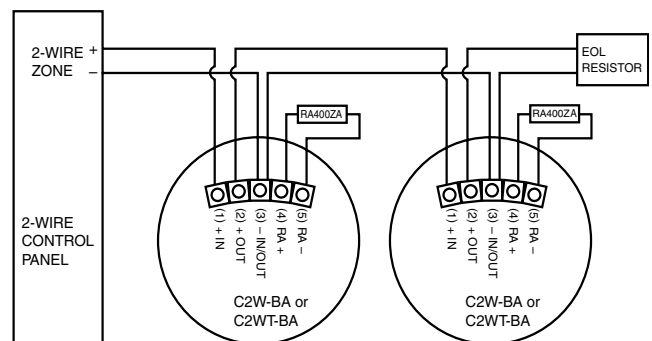 2-WIRE +
ZONE –
EOL
RESISTOR
RA400ZA
RA400ZA
(1) + IN
(2) + OUT
(3) – IN/OUT
(4) RA +
(5) RA –
(1) + IN
(2) + OUT
(3) – IN/OUT
(4) RA +
(5) RA –
2-WIRE
CONTROL
PANEL
C2W-BA or
C2WT-BA
C2W-BA or
C2WT-BA